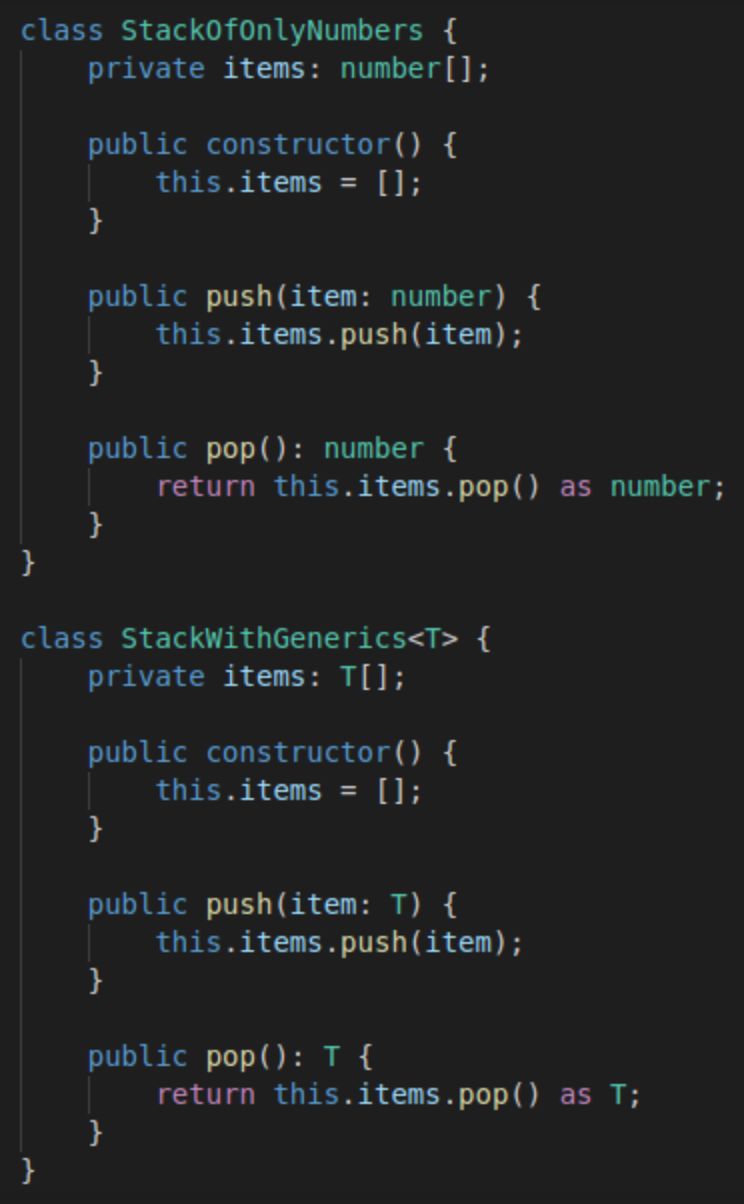 class StackOfOnlyNumbers {
    private items: number[];

    public constructor() {
        this.items = [];
    }

    public push(item: number) {
        this.items.push(item);
    }

    public pop(): number {
        return this.items.pop() as number;
    }
}

class StackWithGenerics<T> {
    private items: T[];

    public constructor() {
        this.items = [];
    }

    public push(item: T) {
        this.items.push(item);
    }

    public pop(): T {
        return this.items.pop() as T;
    }
}